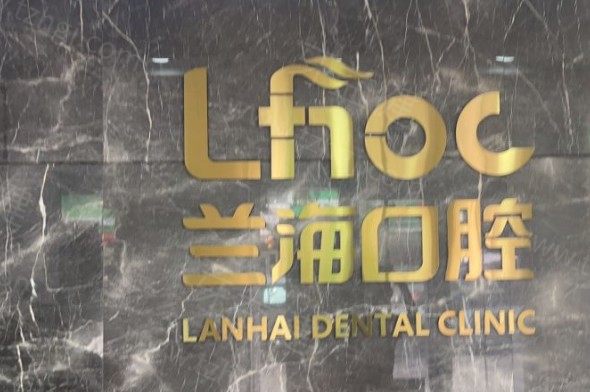 Lhoc
兰海口腔
LANHAI DENTAL CLINIC